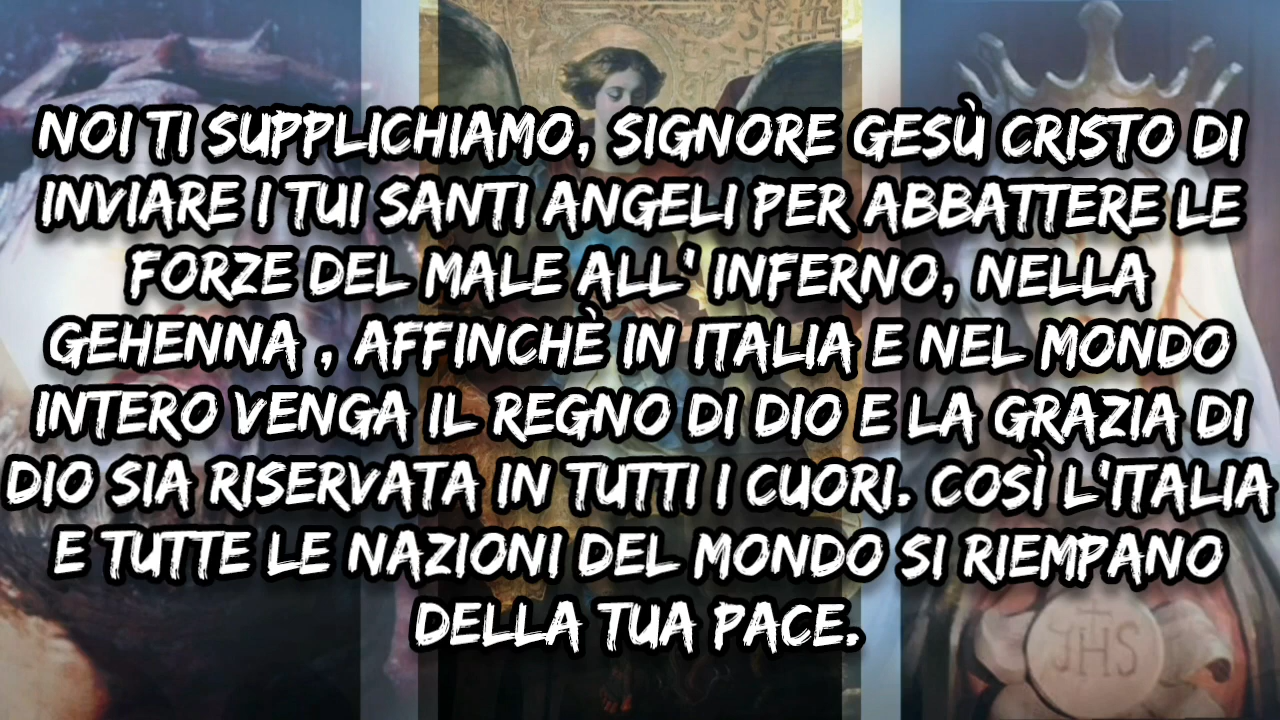 NOI TI SUPPLICHIAMO, SIGNORE GESÙ CRISTO DI
INVIARE I TUI SANTI ANGELI PER ABBATTERE LE
FORZE DEL MALE ALL' INFERNO, NELLA
GEHENNA , AFFINCHÈ IN ITALIA E NEL MONDO
INTERO VENGA IL REGNO DI DIO E LA GRAZIA DI
DIO SIA RISERVATA IN TUTTI I CUORI. COSÌ L'ITALIA
E TUTTE LE NAZIONI DEL MONDO SI RIEMPANO
DELLA TUA PACE.
JHS